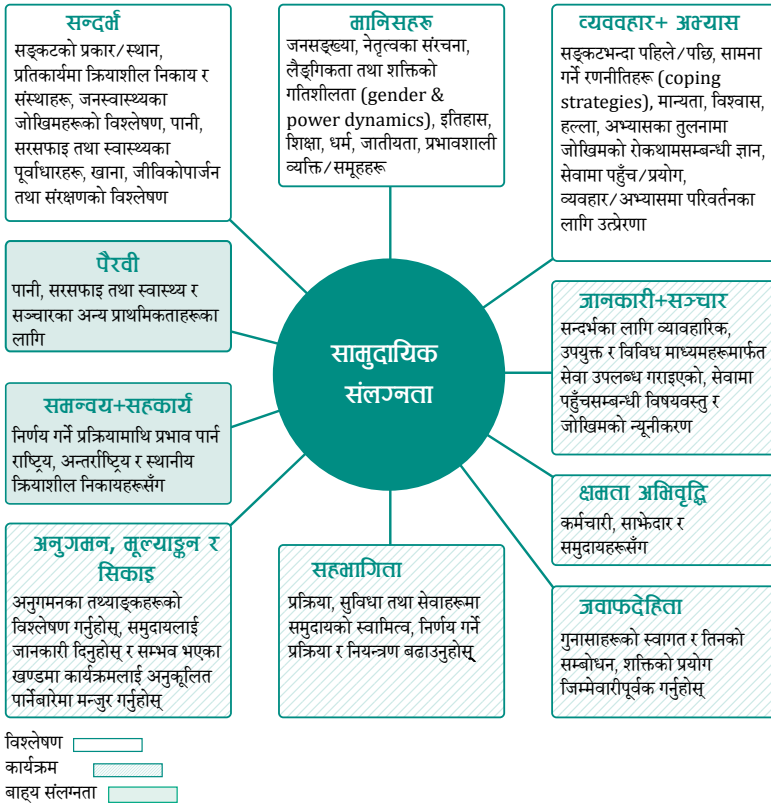 सन्दर्भ
सङ्कटको प्रकार/स्थान,
प्रतिकार्यमा क्रियाशील निकाय र
संस्थाहरू, जनस्वास्थ्यका
जोखिमहरूको विश्लेषण, पानी,
सरसफाइ तथा स्वास्थ्यका
पूर्वाधारहरू, खाना, जीविकोपार्जन
तथा संरक्षणको विश्लेषण
मानिसहरू
जनसङ्ख्या, नेतृत्वका संरचना,
लैङ्गिकता तथा शक्तिको
गतिशीलता (gender &
power dynamics), इतिहास,
शिक्षा, धर्म, जातीयता, प्रभावशाली
व्यक्ति/समूहहरू
व्यववहार+ अभ्यास
सङ्कटभन्दा पहिले/पछि, सामना
गर्ने रणनीतिहरू (coping
strategies), मान्यता, विश्वास,
हल्ला, अभ्यासका तुलनामा
जोखिमको रोकथामसम्बन्धी ज्ञान,
सेवामा पहुँच/प्रयोग,
व्यवहार/अभ्यासमा परिवर्तनका
लागि उत्प्रेरणा
पैरवी
पानी, सरसफाइ तथा स्वास्थ्य र
सञ्चारका अन्य प्राथमिकताहरूका
लागि
सामुदायिक
संलग्नता
जानकारी+सञ्चार
सन्दर्भका लागि व्यावहारिक,
उपयुक्त र विविध माध्यमहरूमार्फत
सेवा उपलब्ध गराइएको, सेवामा
पहुँचसम्बन्धी विषयवस्तु र
जोखिमको न्यूनीकरण
समन्वय+सहकार्य
निर्णय गर्ने प्रक्रियामाथि प्रभाव पार्न
राष्ट्रिय, अन्तर्राष्ट्रिय र स्थानीय
क्रियाशील निकायहरूसँग
क्षमता अभिवृद्धि
कर्मचारी, साझेदार र
समुदायहरूसँग
अनुगमन, मूल्याङ्कन र
सिकाइ
अनुगमनका तथ्याङ्कहरूको
विश्लेषण गर्नुहोस्, समुदायलाई
जानकारी दिनुहोस् र सम्भव भएका
खण्डमा कार्यक्रमलाई अनुकूलित
पार्नेबारेमा मन्जुर गर्नुहोस्
सहभागिता
प्रक्रिया, सुविधा तथा सेवाहरूमा
समुदायको स्वामित्व, निर्णय गर्ने
प्रक्रिया र नियन्त्रण बढाउनुहोस्
जवाफदेहिता
गुनासाहरूको स्वागत र तिनको
सम्बोधन, शक्तिको प्रयोग
जिम्मेवारीपूर्वक गर्नुहोस्
विश्लेषण
कार्यक्रम
बाह्य संलग्नता